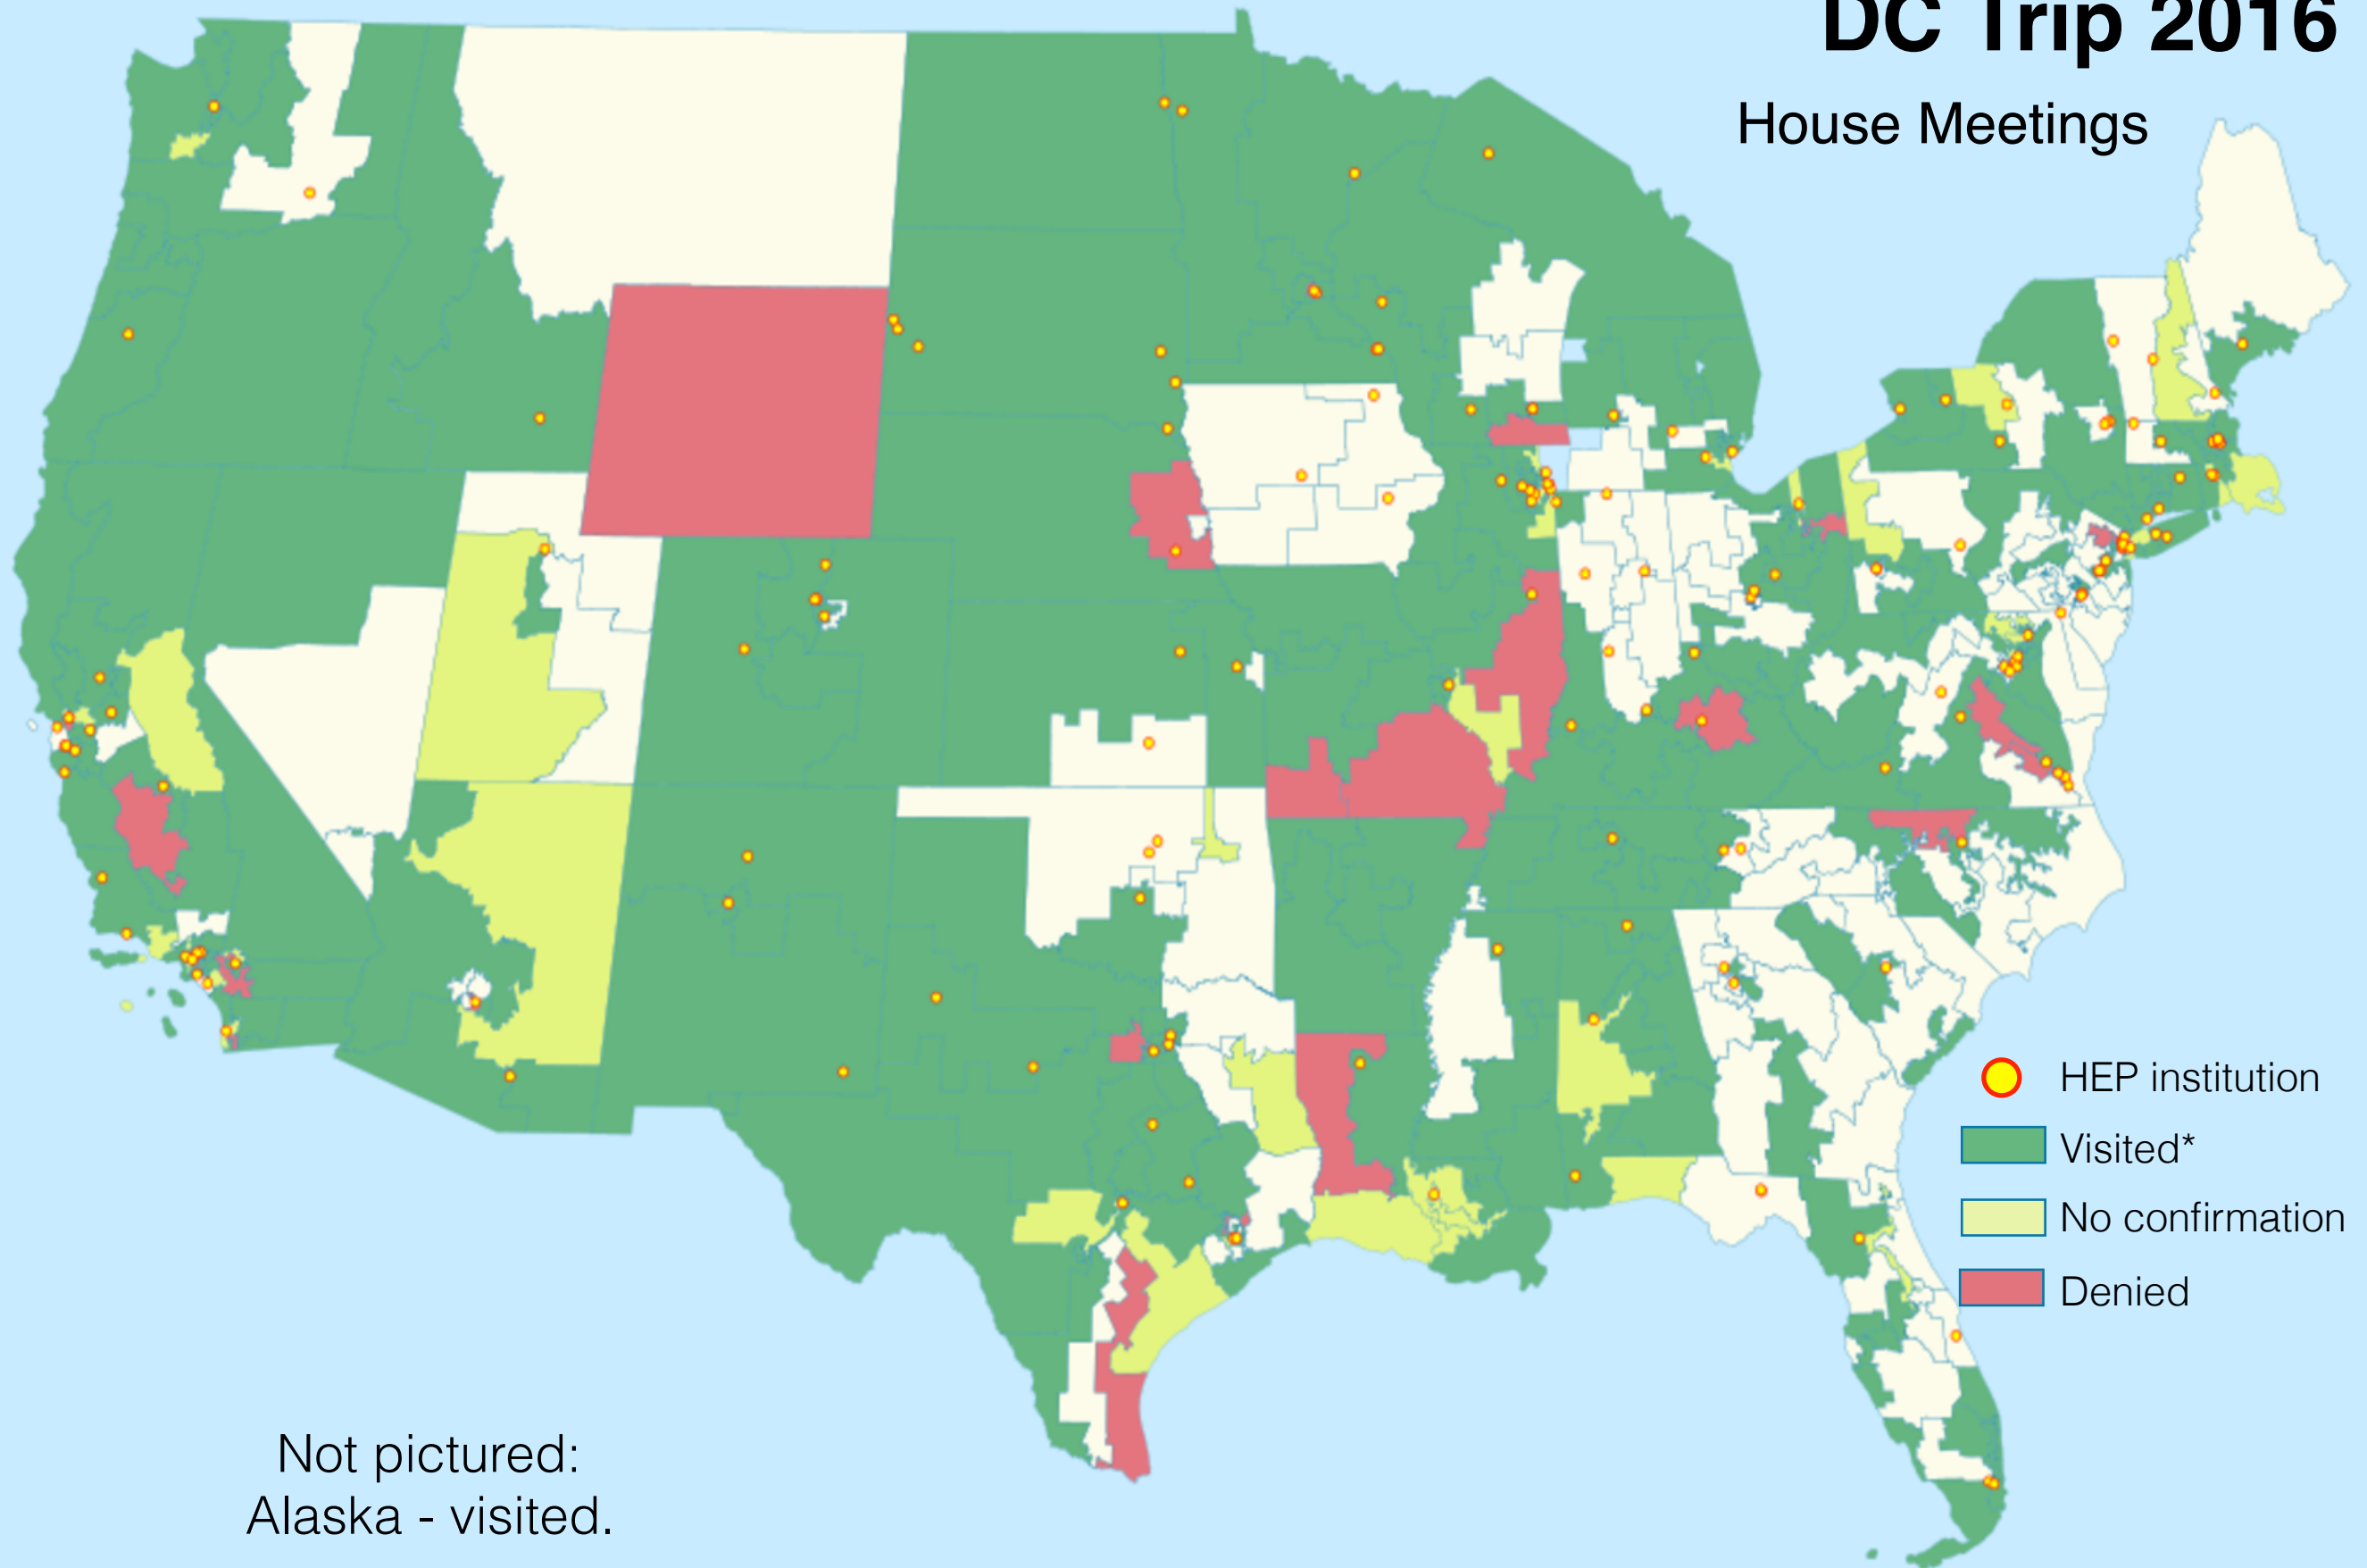 DC Trip 2016
House Meetings
HEP institution
Visited*
No confirmation
Denied
Not pictured:
Alaska - visited.